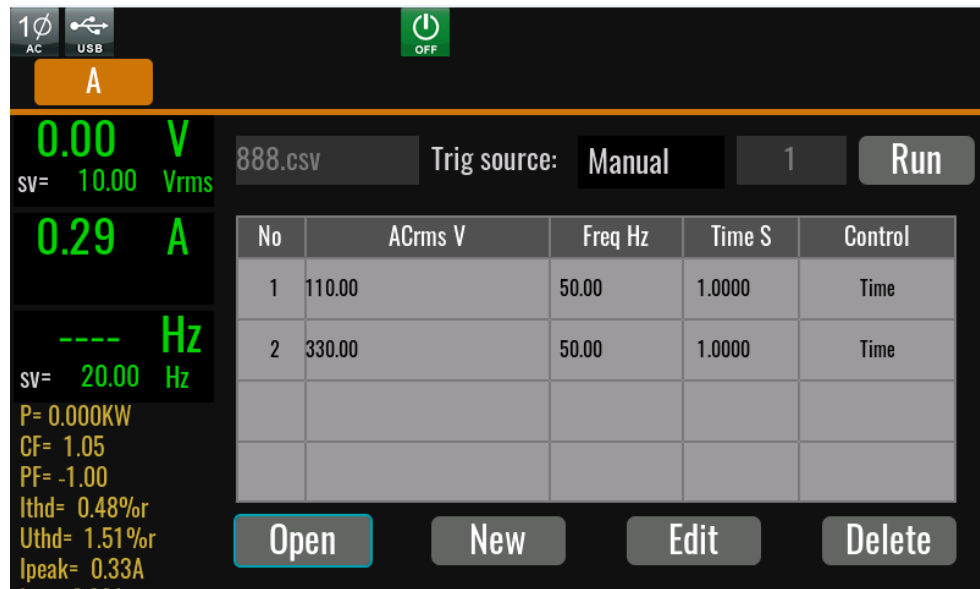 1Ø
AC
USB
OFF
A
0.00 V
sv= 10.00 Vrms
0.29 A
---- Hz
sv= 20.00 Hz
P= 0.000KW
CF= 1.05
PF= -1.00
Ithd= 0.48%r
Uthd= 1.51%r
Ipeak= 0.33A
888.csv Trig source: Manual 1 Run
No ACrms V Freq Hz Time S Control
1 110.00 50.00 1.0000 Time
2 330.00 50.00 1.0000 Time
Open New Edit Delete